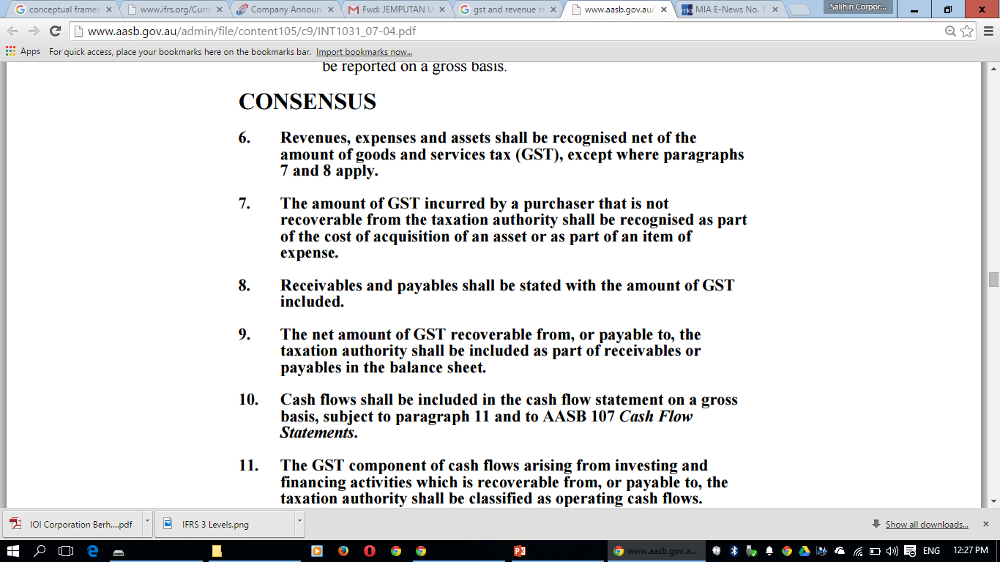 conceptual framev
www.ifrs.org/Curre
Company Announ
Fwd: JEMPUTAN U
gst and revenue re
www.aasb.gov.au/
MIA E-News No. 1
Salihin Corpor...
www.aasb.gov.au/admin/file/content105/c9/INT1031_07-04.pdf
Apps For quick access, place your bookmarks here on the bookmarks bar. Import bookmarks now...
be reported on a gross basis.
CONSENSUS
6. Revenues, expenses and assets shall be recognised net of the
amount of goods and services tax (GST), except where paragraphs
7 and 8 apply.
7. The amount of GST incurred by a purchaser that is not
recoverable from the taxation authority shall be recognised as part
of the cost of acquisition of an asset or as part of an item of
expense.
8. Receivables and payables shall be stated with the amount of GST
included.
9. The net amount of GST recoverable from, or payable to, the
taxation authority shall be included as part of receivables or
payables in the balance sheet.
10. Cash flows shall be included in the cash flow statement on a gross
basis, subject to paragraph 11 and to AASB 107 Cash Flow
Statements.
11. The GST component of cash flows arising from investing and
financing activities which is recoverable from, or payable to, the
taxation authority shall be classified as operating cash flows.
IOI Corporation Berh....pdf
IFRS 3 Levels.png
Show all downloads...
www.aasb.gov.a...
ENG
12:27 PM